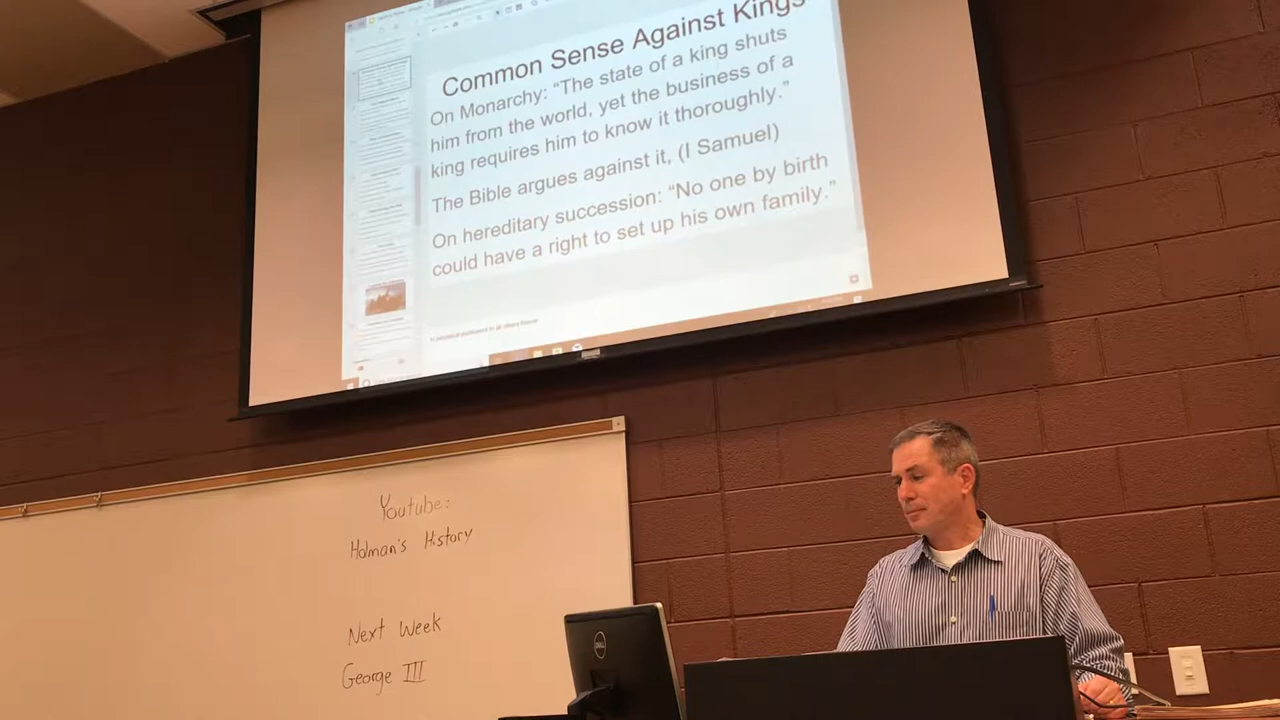 Common Sense Against Kings
On Monarchy: “The state of a king shuts
him from the world, yet the business of a
king requires him to know it thoroughly.”
The Bible argues against it, (I Samuel)
On hereditary succession: “No one by birth
could have a right to set up his own family.”
Youtube:
Holman's History
Next Week
George III
DELL